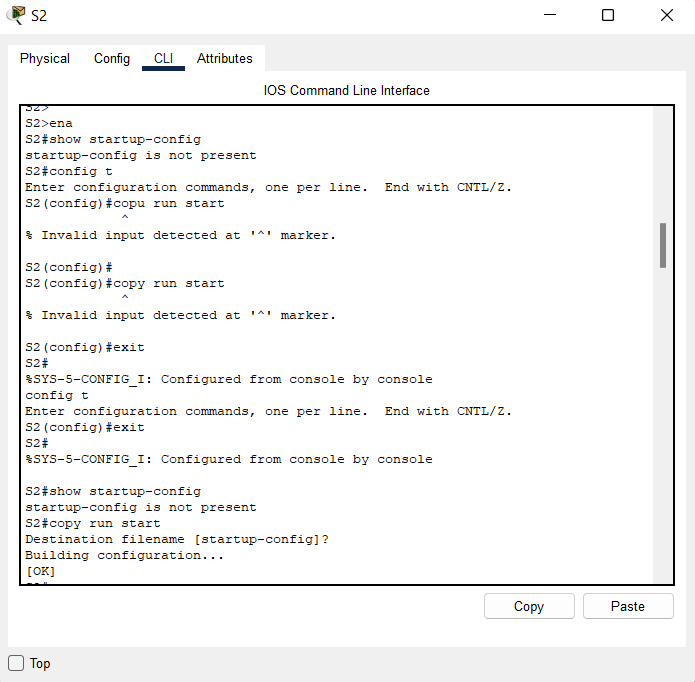 S2
Physical Config CLI Attributes
IOS Command Line Interface
S2>
S2>ena
S2#show startup-config
startup-config is not present
S2#config t
Enter configuration commands, one per line.  End with CNTL/Z.
S2(config)#copu run start
            ^
% Invalid input detected at '^' marker.

S2(config)#
S2(config)#copy run start
            ^
% Invalid input detected at '^' marker.

S2(config)#exit
S2#
%SYS-5-CONFIG_I: Configured from console by console
config t
Enter configuration commands, one per line.  End with CNTL/Z.
S2(config)#exit
S2#
%SYS-5-CONFIG_I: Configured from console by console

S2#show startup-config
startup-config is not present
S2#copy run start
Destination filename [startup-config]?
Building configuration...
[OK]
S2#
Copy Paste
Top